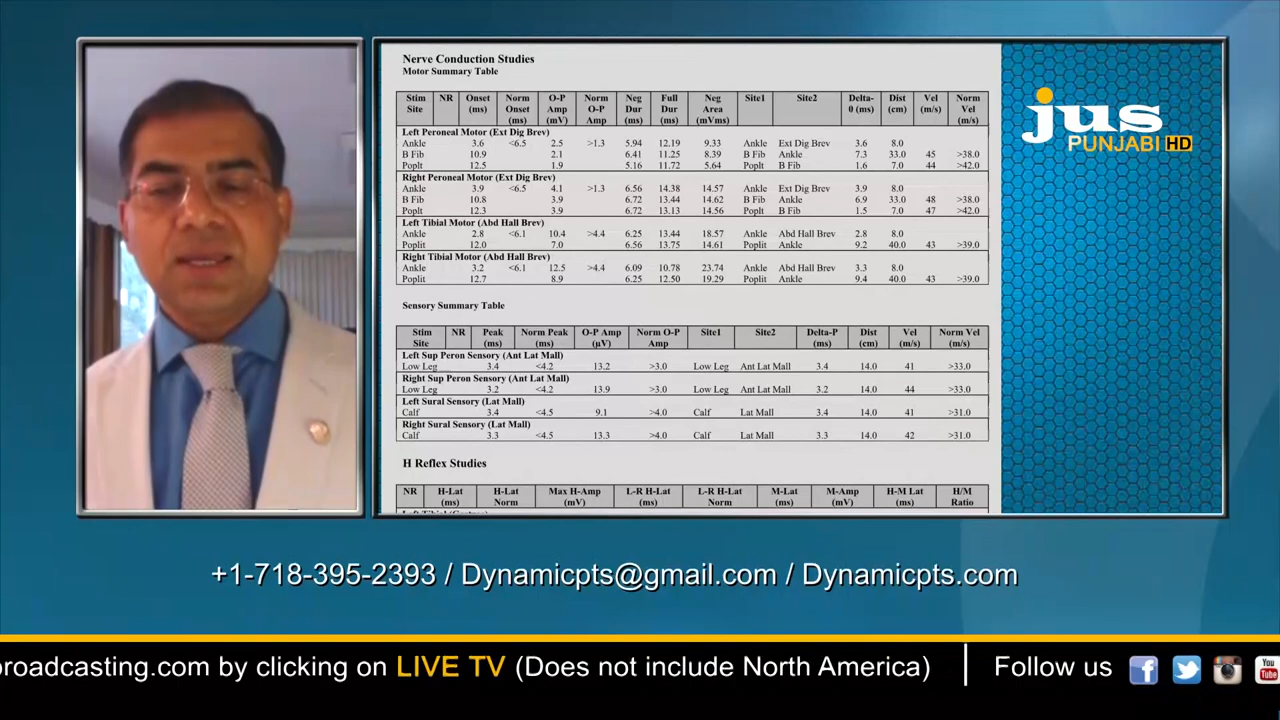 Nerve Conduction Studies
Motor Summary Table
Stim Site NR Onset (ms) Norm Onset (ms) O-P Amp (mV) Norm O-P Amp Neg Dur (ms) Full Dur (ms) Neg Area (mVms) Site1 Site2 Delta-0 (ms) Dist (cm) Vel (m/s) Norm Vel (m/s)
Left Peroneal Motor (Ext Dig Brev)
Ankle 3.6 <6.5 2.5 >1.3 5.94 12.19 9.33 Ankle Ext Dig Brev 3.6 8.0
B Fib 10.9 2.1 6.41 11.25 8.39 B Fib Ankle 7.3 33.0 45 >38.0
Poplt 12.5 1.9 5.16 11.72 5.64 Poplt B Fib 1.6 7.0 44 >42.0
Right Peroneal Motor (Ext Dig Brev)
Ankle 3.9 <6.5 4.1 >1.3 6.56 14.38 14.57 Ankle Ext Dig Brev 3.9 8.0
B Fib 10.8 3.9 6.72 13.44 14.62 B Fib Ankle 6.9 33.0 48 >38.0
Poplt 12.3 3.9 6.72 13.13 14.56 Poplt B Fib 1.5 7.0 47 >42.0
Left Tibial Motor (Abd Hall Brev)
Ankle 2.8 <6.1 10.4 >4.4 6.25 13.44 18.57 Ankle Abd Hall Brev 2.8 8.0
Poplit 12.0 7.0 6.56 13.75 14.61 Poplit Ankle 9.2 40.0 43 >39.0
Right Tibial Motor (Abd Hall Brev)
Ankle 3.2 <6.1 12.5 >4.4 6.09 10.78 23.74 Ankle Abd Hall Brev 3.3 8.0
Poplit 12.7 8.9 6.25 12.50 19.29 Poplit Ankle 9.4 40.0 43 >39.0
Sensory Summary Table
Stim Site NR Peak (ms) Norm Peak (ms) O-P Amp (µV) Norm O-P Amp Site1 Site2 Delta-P (ms) Dist (cm) Vel (m/s) Norm Vel (m/s)
Left Sup Peron Sensory (Ant Lat Mall)
Low Leg 3.4 <4.2 13.2 >3.0 Low Leg Ant Lat Mall 3.4 14.0 41 >33.0
Right Sup Peron Sensory (Ant Lat Mall)
Low Leg 3.2 <4.2 13.9 >3.0 Low Leg Ant Lat Mall 3.2 14.0 44 >33.0
Left Sural Sensory (Lat Mall)
Calf 3.4 <4.5 9.1 >4.0 Calf Lat Mall 3.4 14.0 41 >31.0
Right Sural Sensory (Lat Mall)
Calf 3.3 <4.5 13.3 >4.0 Calf Lat Mall 3.3 14.0 42 >31.0
H Reflex Studies
NR H-Lat (ms) H-Lat Norm Max H-Amp (mV) L-R H-Lat (ms) L-R H-Lat Norm M-Lat (ms) M-Amp (mV) H-M Lat (ms) H/M Ratio
jus
PUNJABI HD
+1-718-395-2393 / Dynamicpts@gmail.com / Dynamicpts.com
roadcasting.com by clicking on LIVE TV (Does not include North America) Follow us
You